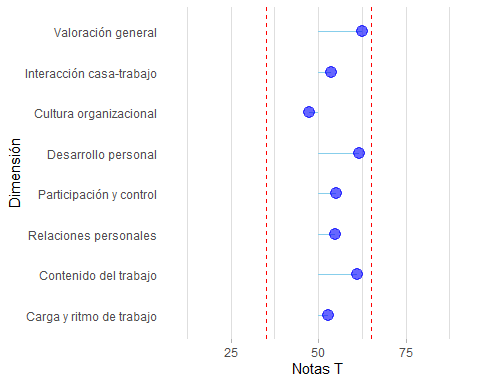 Valoración general
Interacción casa-trabajo
Cultura organizacional
Desarrollo personal
Participación y control
Relaciones personales
Contenido del trabajo
Carga y ritmo de trabajo
Dimensión
25 50 75
Notas T